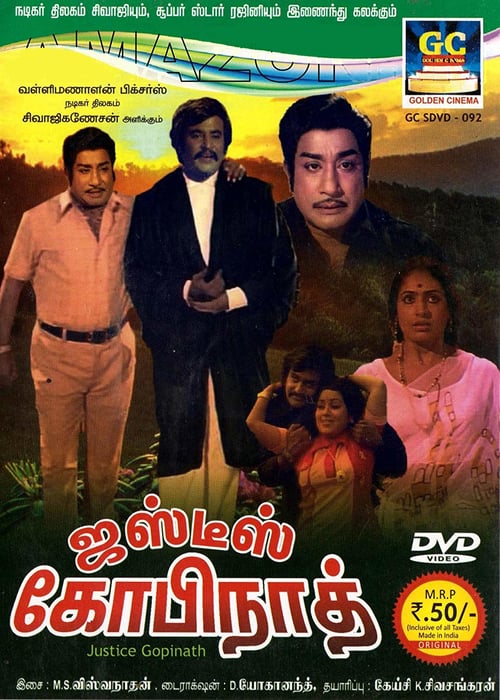 நடிகர் திலகம் சிவாஜியும், சூப்பர் ஸ்டார் ரஜினியும் இணைந்து கலக்கும்
AMAZON
GC
GOLDEN CINEMA
GOLDEN CINEMA
GC SDVD - 092
வள்ளிமணாளன் பிக்சர்ஸ்
நடிகர் திலகம்
சிவாஜிகணேசன் அளிக்கும்
ஜஸ்டிஸ்
கோபிநாத்
Justice Gopinath
DVD
VIDEO
M.R.P
₹.50/-
(Inclusive of all Taxes)
Made in India
ORIGINAL
இசை : M.S.விஸ்வநாதன் , டைராக்ஷன் : D.யோகானந்த், தயாரிப்பு : கேய்சி K.சிவசங்கரன்